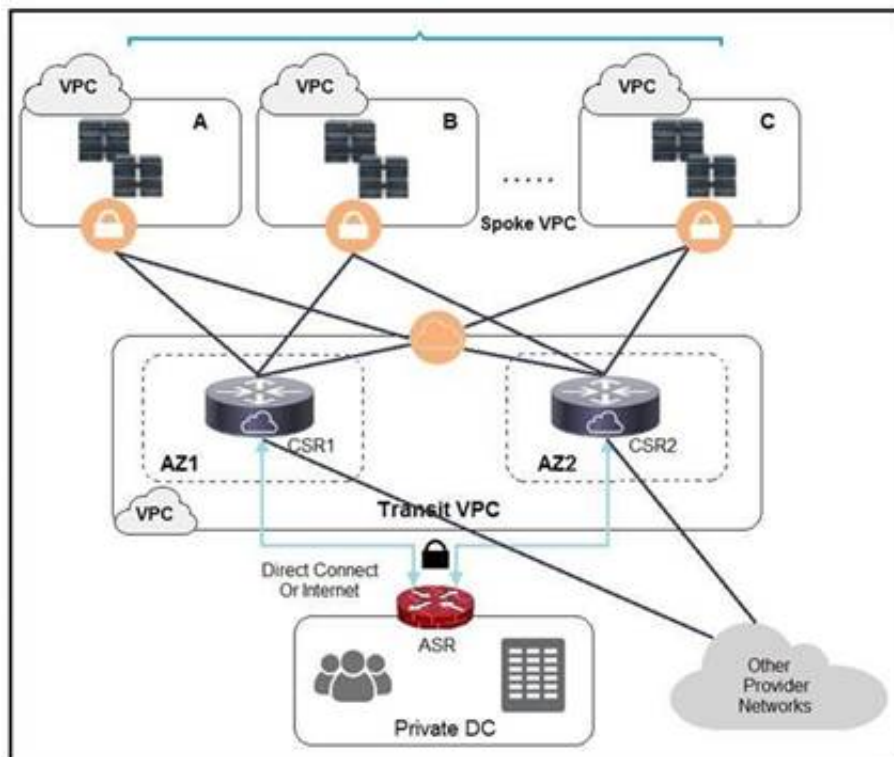 VPC
VPC
VPC
A
B
C
.....
Spoke VPC
CSR1
CSR2
AZ1
AZ2
VPC
Transit VPC
Direct Connect
Or Internet
ASR
Private DC
Other
Provider
Networks